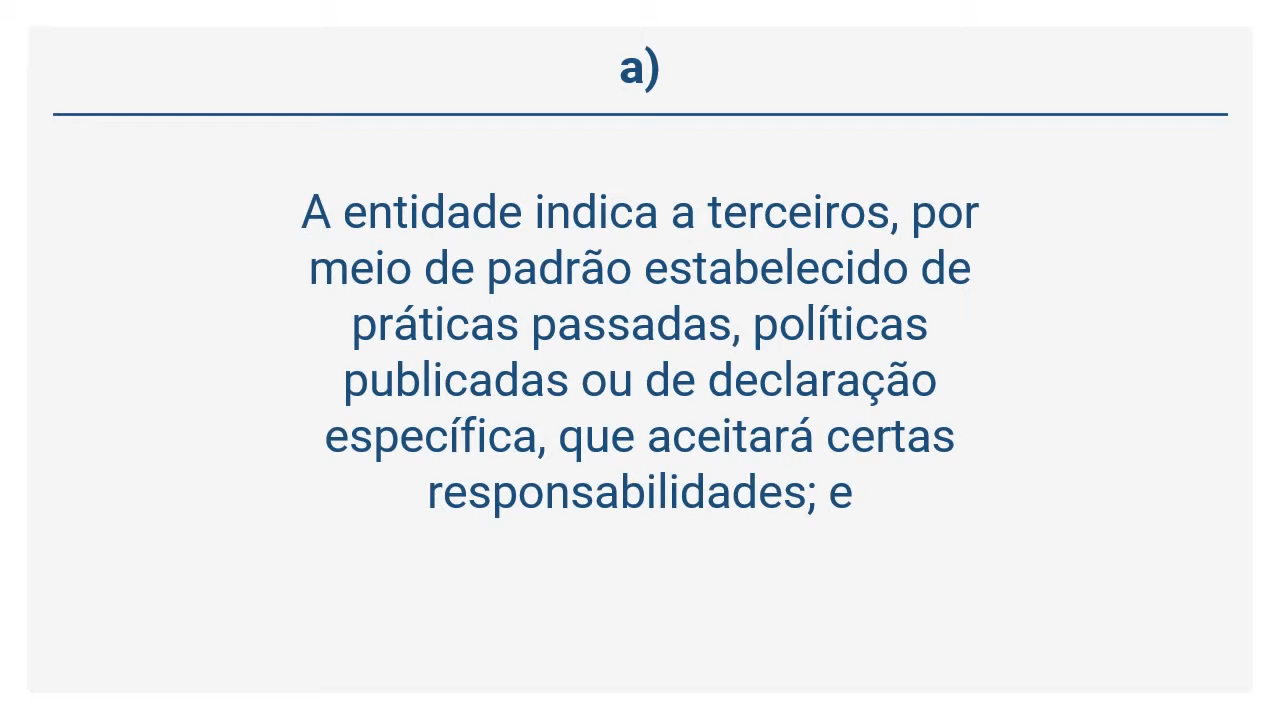 a)
A entidade indica a terceiros, por
meio de padrão estabelecido de
práticas passadas, políticas
publicadas ou de declaração
específica, que aceitará certas
responsabilidades; e